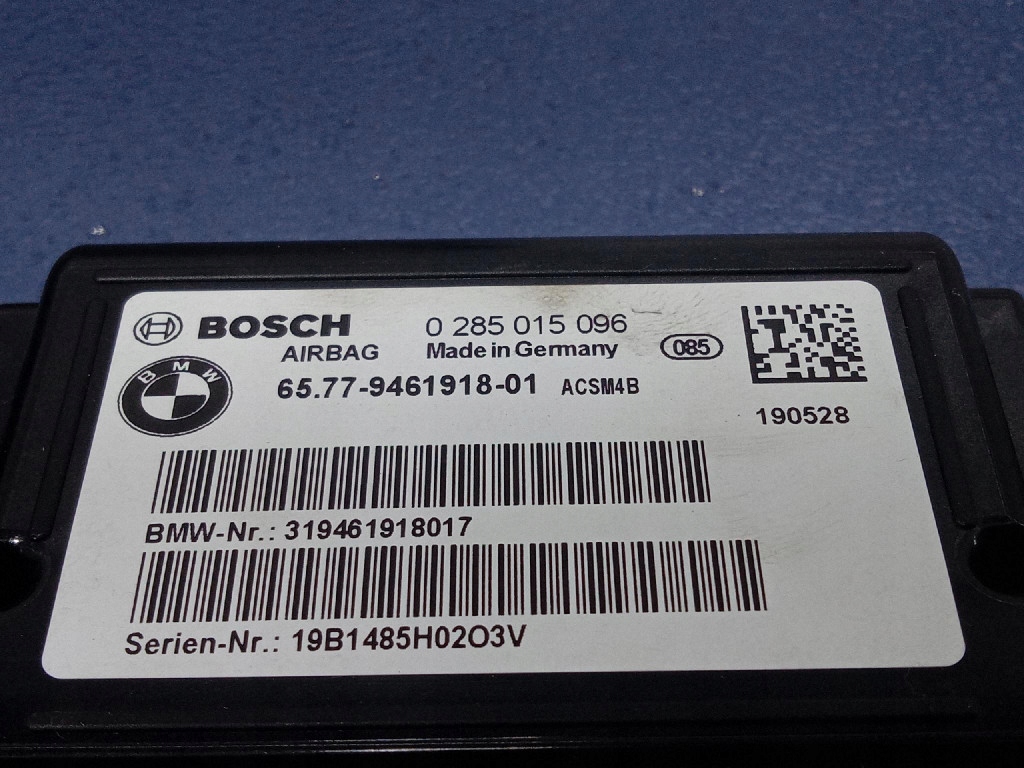 BOSCH 0 285 015 096
AIRBAG Made in Germany 085
BMW
65.77-9461918-01 ACSM4B
190528
BMW-Nr.: 319461918017
Serien-Nr.: 19B1485H02O3V